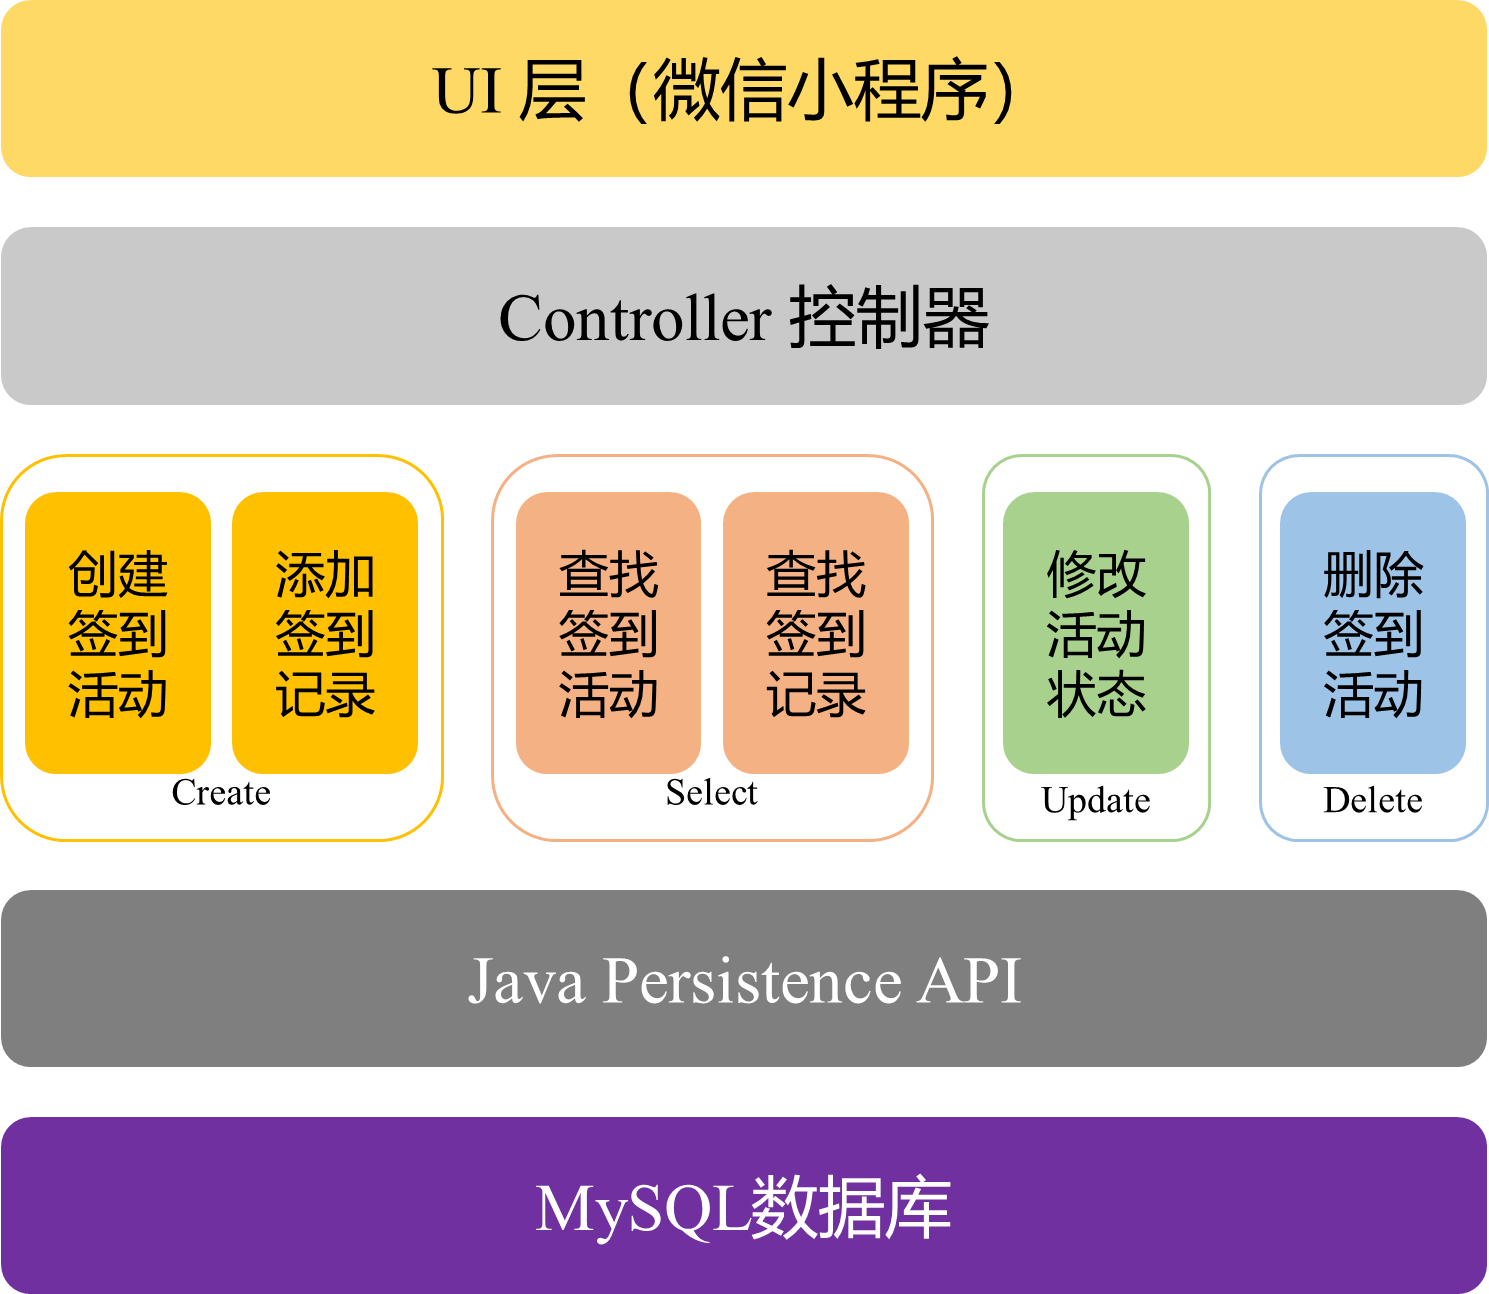 UI 层（微信小程序）
Controller 控制器
创建
签到
活动
添加
签到
记录
Create
查找
签到
活动
查找
签到
记录
Select
修改
活动
状态
Update
删除
签到
活动
Delete
Java Persistence API
MySQL数据库